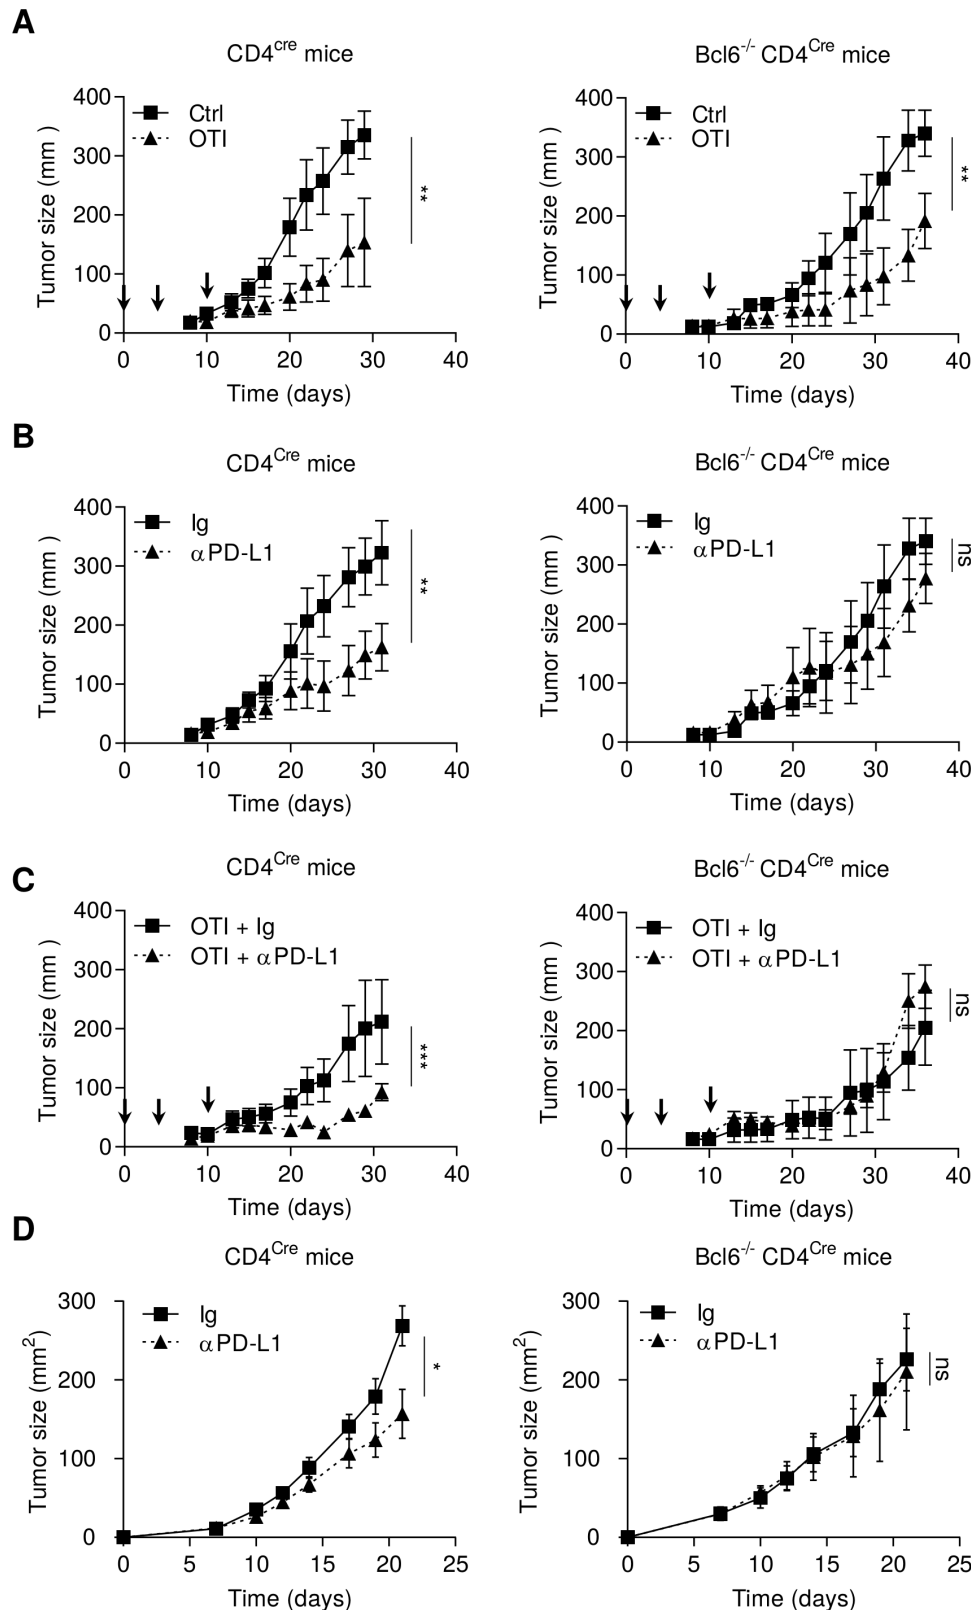 A
CD4cre mice
Bcl6-/- CD4Cre mice
400
300
200
100
0
Tumor size (mm )
Ctrl
OTI
**
0
10
20
30
40
Time (days)
400
300
200
100
0
Tumor size (mm )
Ctrl
OTI
**
0
10
20
30
40
Time (days)
B
CD4Cre mice
Bcl6-/- CD4Cre mice
400
300
200
100
0
Tumor size (mm )
Ig
αPD-L1
**
0
10
20
30
40
Time (days)
400
300
200
100
0
Tumor size (mm )
Ig
αPD-L1
ns
0
10
20
30
40
Time (days)
C
CD4Cre mice
Bcl6-/- CD4Cre mice
400
300
200
100
0
Tumor size (mm )
OTI + Ig
OTI + αPD-L1
***
0
10
20
30
40
Time (days)
400
300
200
100
0
Tumor size (mm )
OTI + Ig
OTI + αPD-L1
ns
0
10
20
30
40
Time (days)
D
CD4Cre mice
Bcl6-/- CD4Cre mice
300
200
100
0
Tumor size (mm2)
Ig
αPD-L1
*
0
5
10
15
20
25
Time (days)
300
200
100
0
Tumor size (mm2)
Ig
αPD-L1
ns
0
5
10
15
20
25
Time (days)